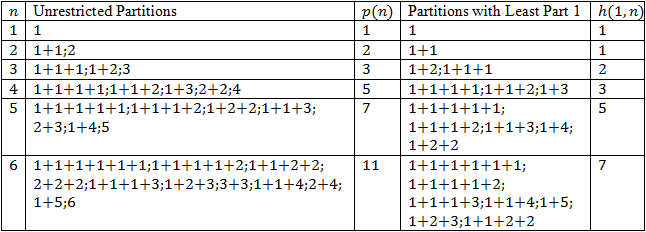 n Unrestricted Partitions p(n) Partitions with Least Part 1 h(1,n)
1 1 1 1 1
2 1+1;2 2 1+1 1
3 1+1+1;1+2;3 3 1+2;1+1+1 2
4 1+1+1+1;1+1+2;1+3;2+2;4 5 1+1+1+1;1+1+2;1+3 3
5 1+1+1+1+1;1+1+1+2;1+2+2;1+1+3; 7 1+1+1+1+1; 5
2+3;1+4;5 1+1+1+2;1+1+3;1+4;
1+2+2
6 1+1+1+1+1+1;1+1+1+1+2;1+1+2+2; 11 1+1+1+1+1+1; 7
2+2+2;1+1+1+3;1+2+3;3+3;1+1+4;2+4; 1+1+1+1+2;
1+5;6 1+1+1+3;1+1+4;1+5;
1+2+3;1+1+2+2